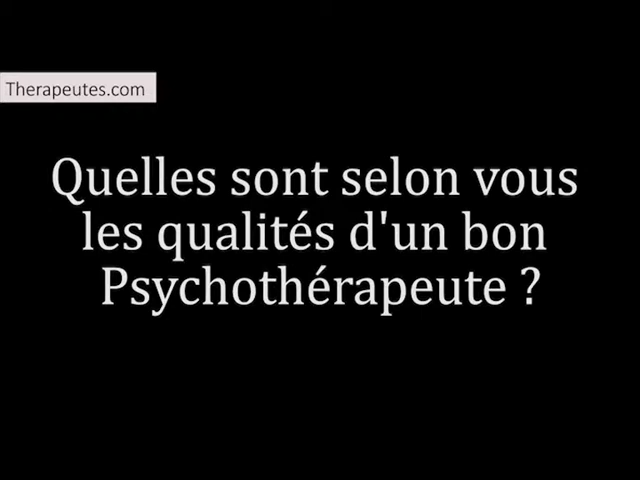 Therapeutes.com
Quelles sont selon vous
les qualités d'un bon
Psychothérapeute ?